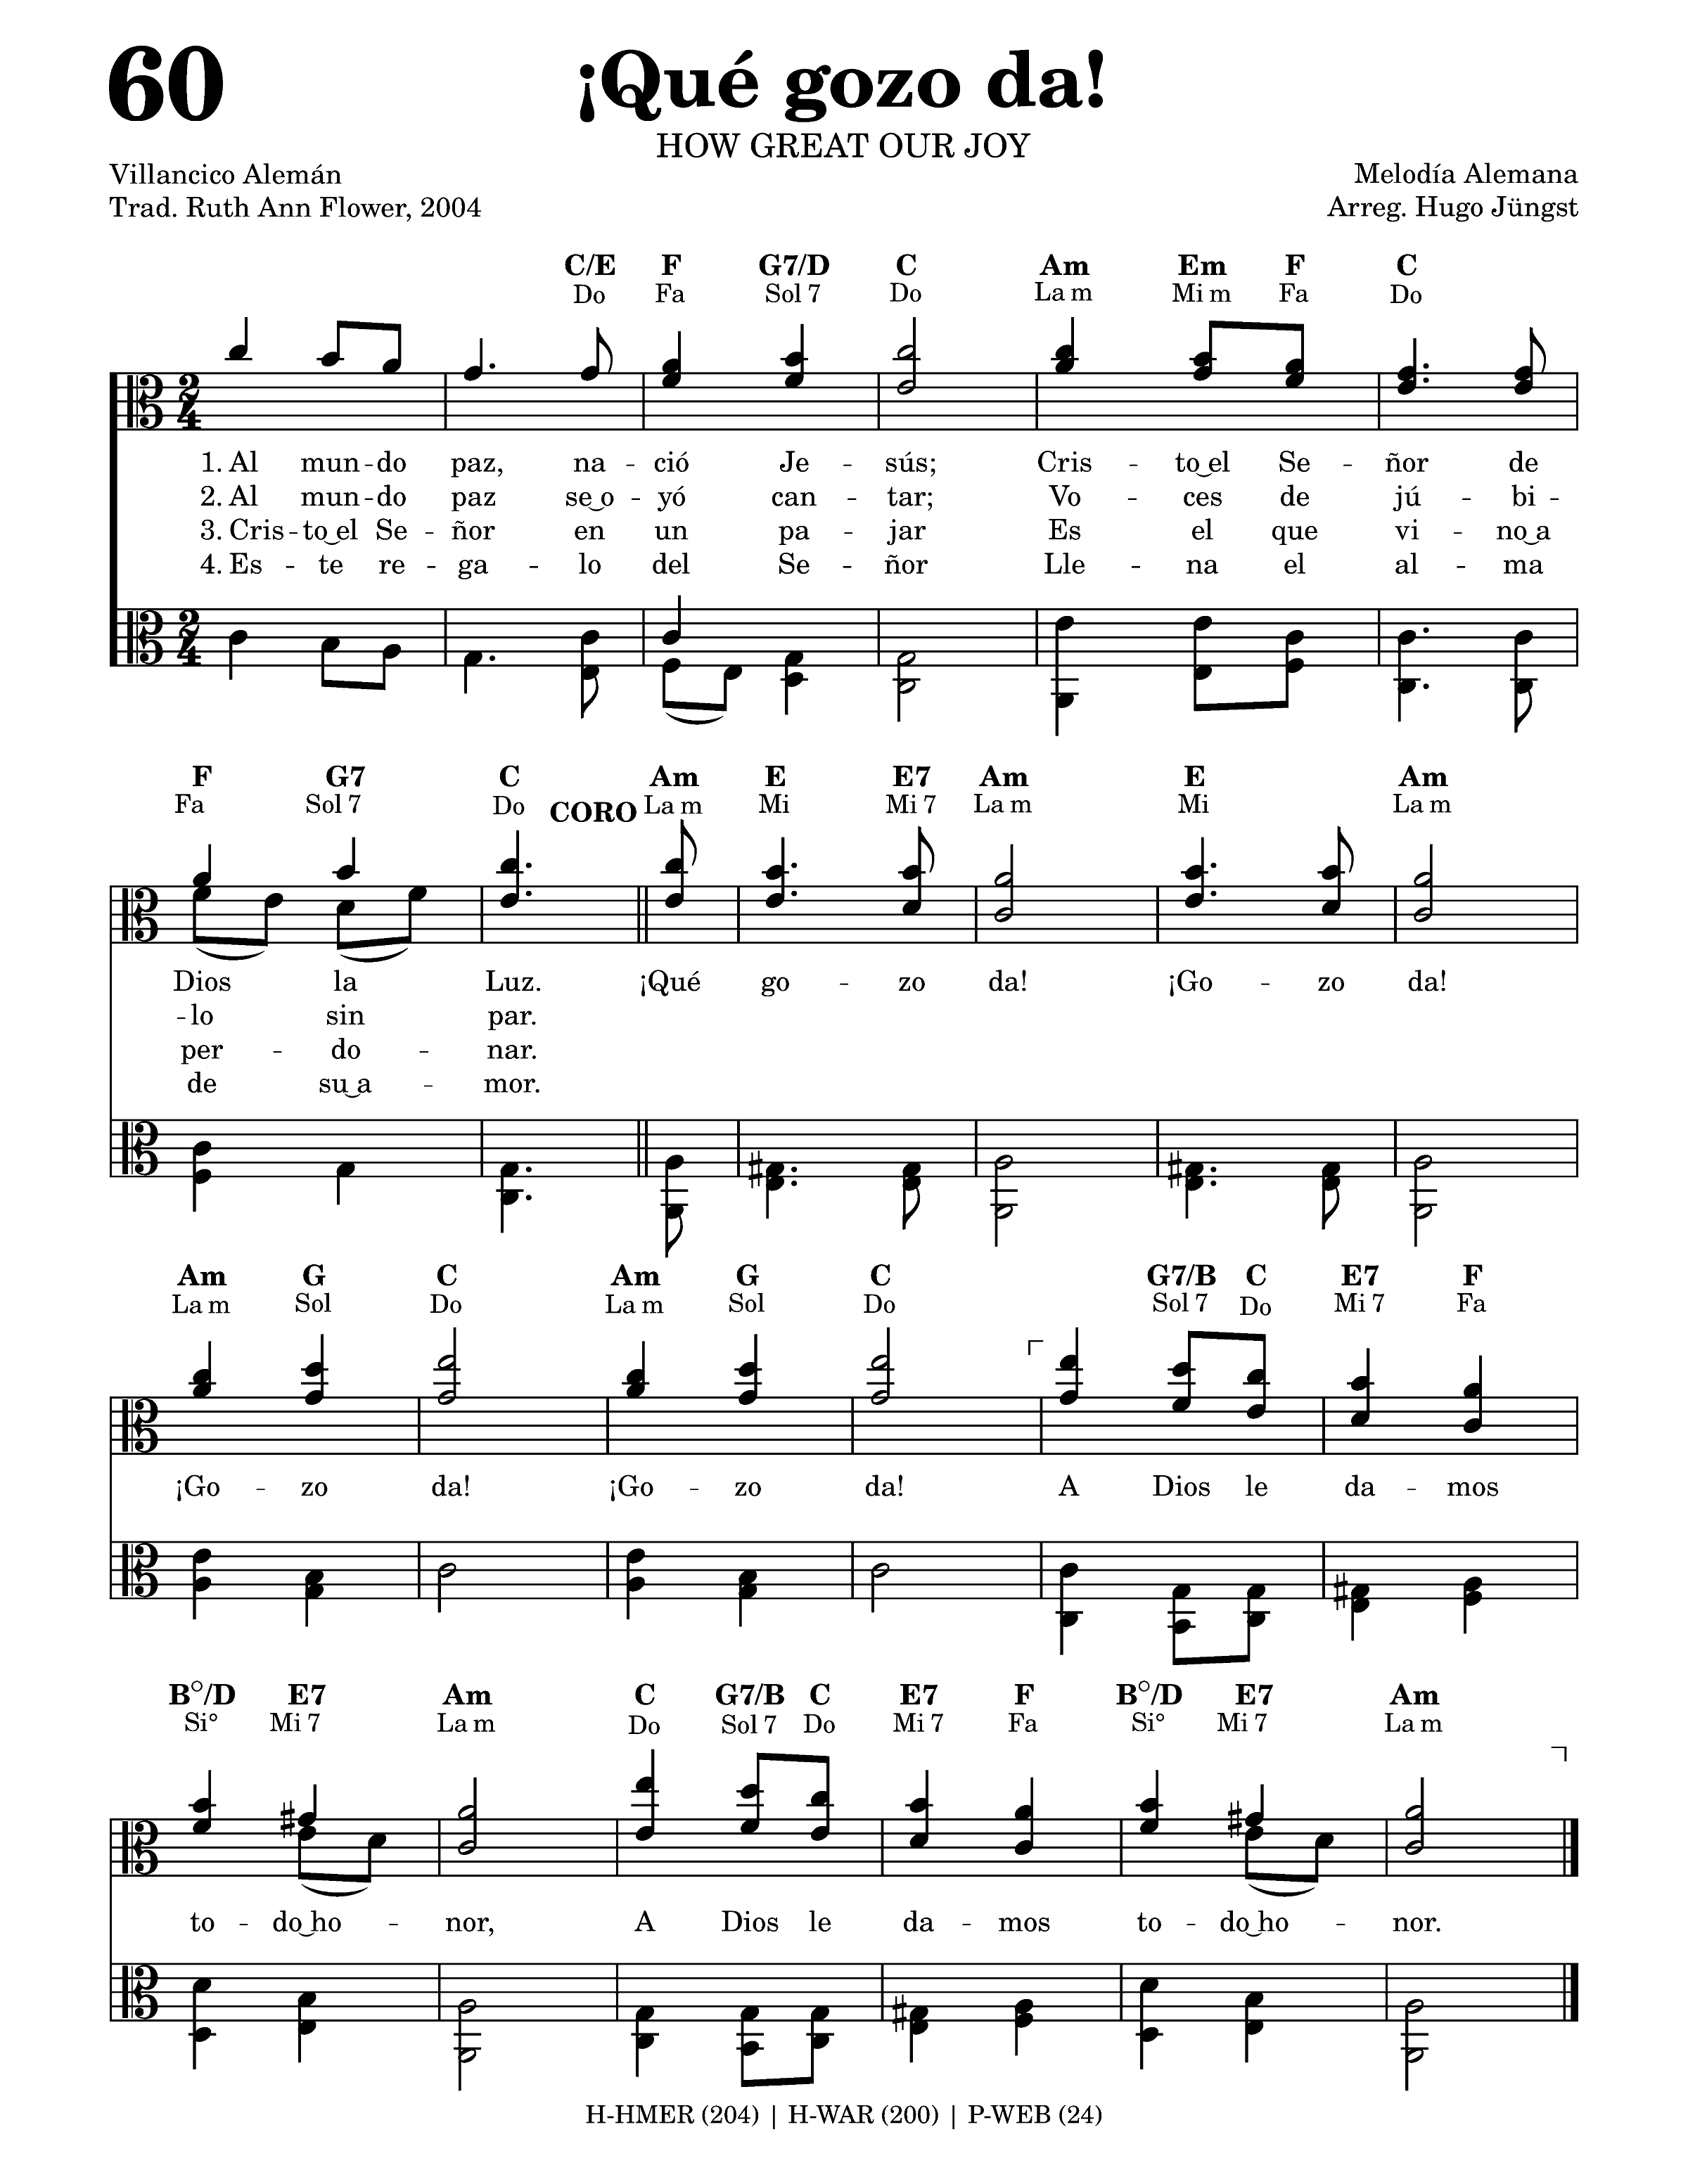 60 ¡Qué gozo da!
HOW GREAT OUR JOY
Villancico Alemán Melodía Alemana
Trad. Ruth Ann Flower, 2004 Arreg. Hugo Jüngst
C/E F G7/D C Am Em F C
Do Fa Sol 7 Do La m Mi m Fa Do
2/4
1. Al mun -- do paz, na -- ció Je -- sús; Cris -- to‿el Se -- ñor de
2. Al mun -- do paz se‿o -- yó can -- tar; Vo -- ces de jú -- bi --
3. Cris -- to‿el Se -- ñor en un pa -- jar Es el que vi -- no‿a
4. Es -- te re -- ga -- lo del Se -- ñor Lle -- na el al -- ma
2/4
F G7 C Am E E7 Am E Am
Fa Sol 7 Do La m Mi Mi 7 La m Mi La m
CORO
Dios la Luz. ¡Qué go -- zo da! ¡Go -- zo da!
-- lo sin par.
per -- do -- nar.
de su‿a -- mor.
Am G C Am G C G7/B C E7 F
La m Sol Do La m Sol Do Sol 7 Do Mi 7 Fa
¡Go -- zo da! ¡Go -- zo da! A Dios le da -- mos
B°/D E7 Am C G7/B C E7 F B°/D E7 Am
Si° Mi 7 La m Do Sol 7 Do Mi 7 Fa Si° Mi 7 La m
to -- do‿ho -- nor, A Dios le da -- mos to -- do‿ho -- nor.
H-HMER (204) | H-WAR (200) | P-WEB (24)